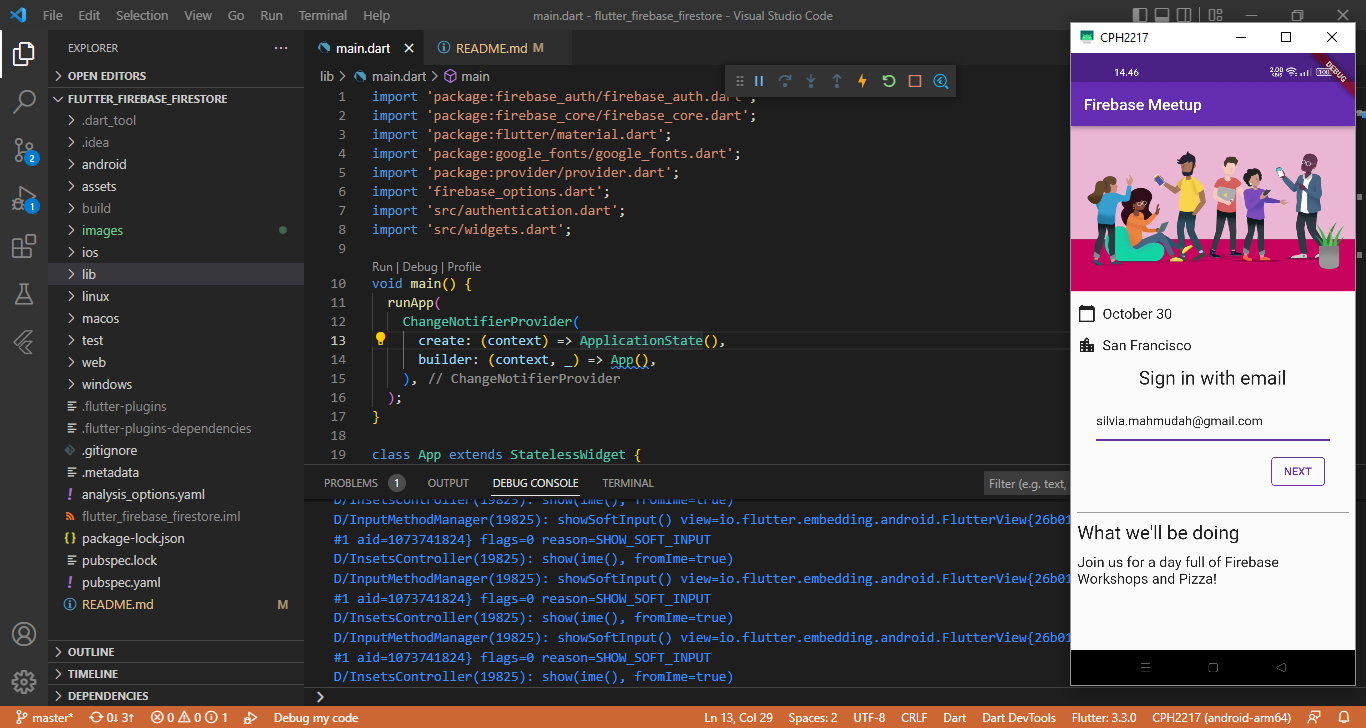 File Edit Selection View Go Run Terminal Help
main.dart - flutter_firebase_firestore - Visual Studio Code
EXPLORER
OPEN EDITORS
FLUTTER_FIREBASE_FIRESTORE
.dart_tool
.idea
android
assets
build
images
ios
lib
linux
macos
test
web
windows
.flutter-plugins
.flutter-plugins-dependencies
.gitignore
.metadata
analysis_options.yaml
flutter_firebase_firestore.iml
package-lock.json
pubspec.lock
pubspec.yaml
README.md M
OUTLINE
TIMELINE
DEPENDENCIES
2
1
main.dart
README.md M
lib > main.dart > main
1 import 'package:firebase_auth/firebase_auth.dart';
2 import 'package:firebase_core/firebase_core.dart';
3 import 'package:flutter/material.dart';
4 import 'package:google_fonts/google_fonts.dart';
5 import 'package:provider/provider.dart';
6 import 'firebase_options.dart';
7 import 'src/authentication.dart';
8 import 'src/widgets.dart';
9
Run | Debug | Profile
10 void main() {
11 runApp(
12 ChangeNotifierProvider(
13 create: (context) => ApplicationState(),
14 builder: (context, _) => App(),
15 ), // ChangeNotifierProvider
16 );
17 }
18
19 class App extends StatelessWidget {
PROBLEMS 1 OUTPUT DEBUG CONSOLE TERMINAL
Filter (e.g. text,
D/InsetsController(19825): show(ime(), fromIme=true)
D/InputMethodManager(19825): showSoftInput() view=io.flutter.embedding.android.FlutterView{26b01
#1 aid=1073741824} flags=0 reason=SHOW_SOFT_INPUT
D/InsetsController(19825): show(ime(), fromIme=true)
D/InputMethodManager(19825): showSoftInput() view=io.flutter.embedding.android.FlutterView{26b01
#1 aid=1073741824} flags=0 reason=SHOW_SOFT_INPUT
D/InsetsController(19825): show(ime(), fromIme=true)
D/InputMethodManager(19825): showSoftInput() view=io.flutter.embedding.android.FlutterView{26b01
#1 aid=1073741824} flags=0 reason=SHOW_SOFT_INPUT
D/InsetsController(19825): show(ime(), fromIme=true)
CPH2217
14.46 2.00 KB/S 100
DEBUG
Firebase Meetup
October 30
San Francisco
Sign in with email
silvia.mahmudah@gmail.com
NEXT
What we'll be doing
Join us for a day full of Firebase
Workshops and Pizza!
master* 0↓ 3↑ 0 0 1 Debug my code
Ln 13, Col 29 Spaces: 2 UTF-8 CRLF Dart Dart DevTools Flutter: 3.3.0 CPH2217 (android-arm64)